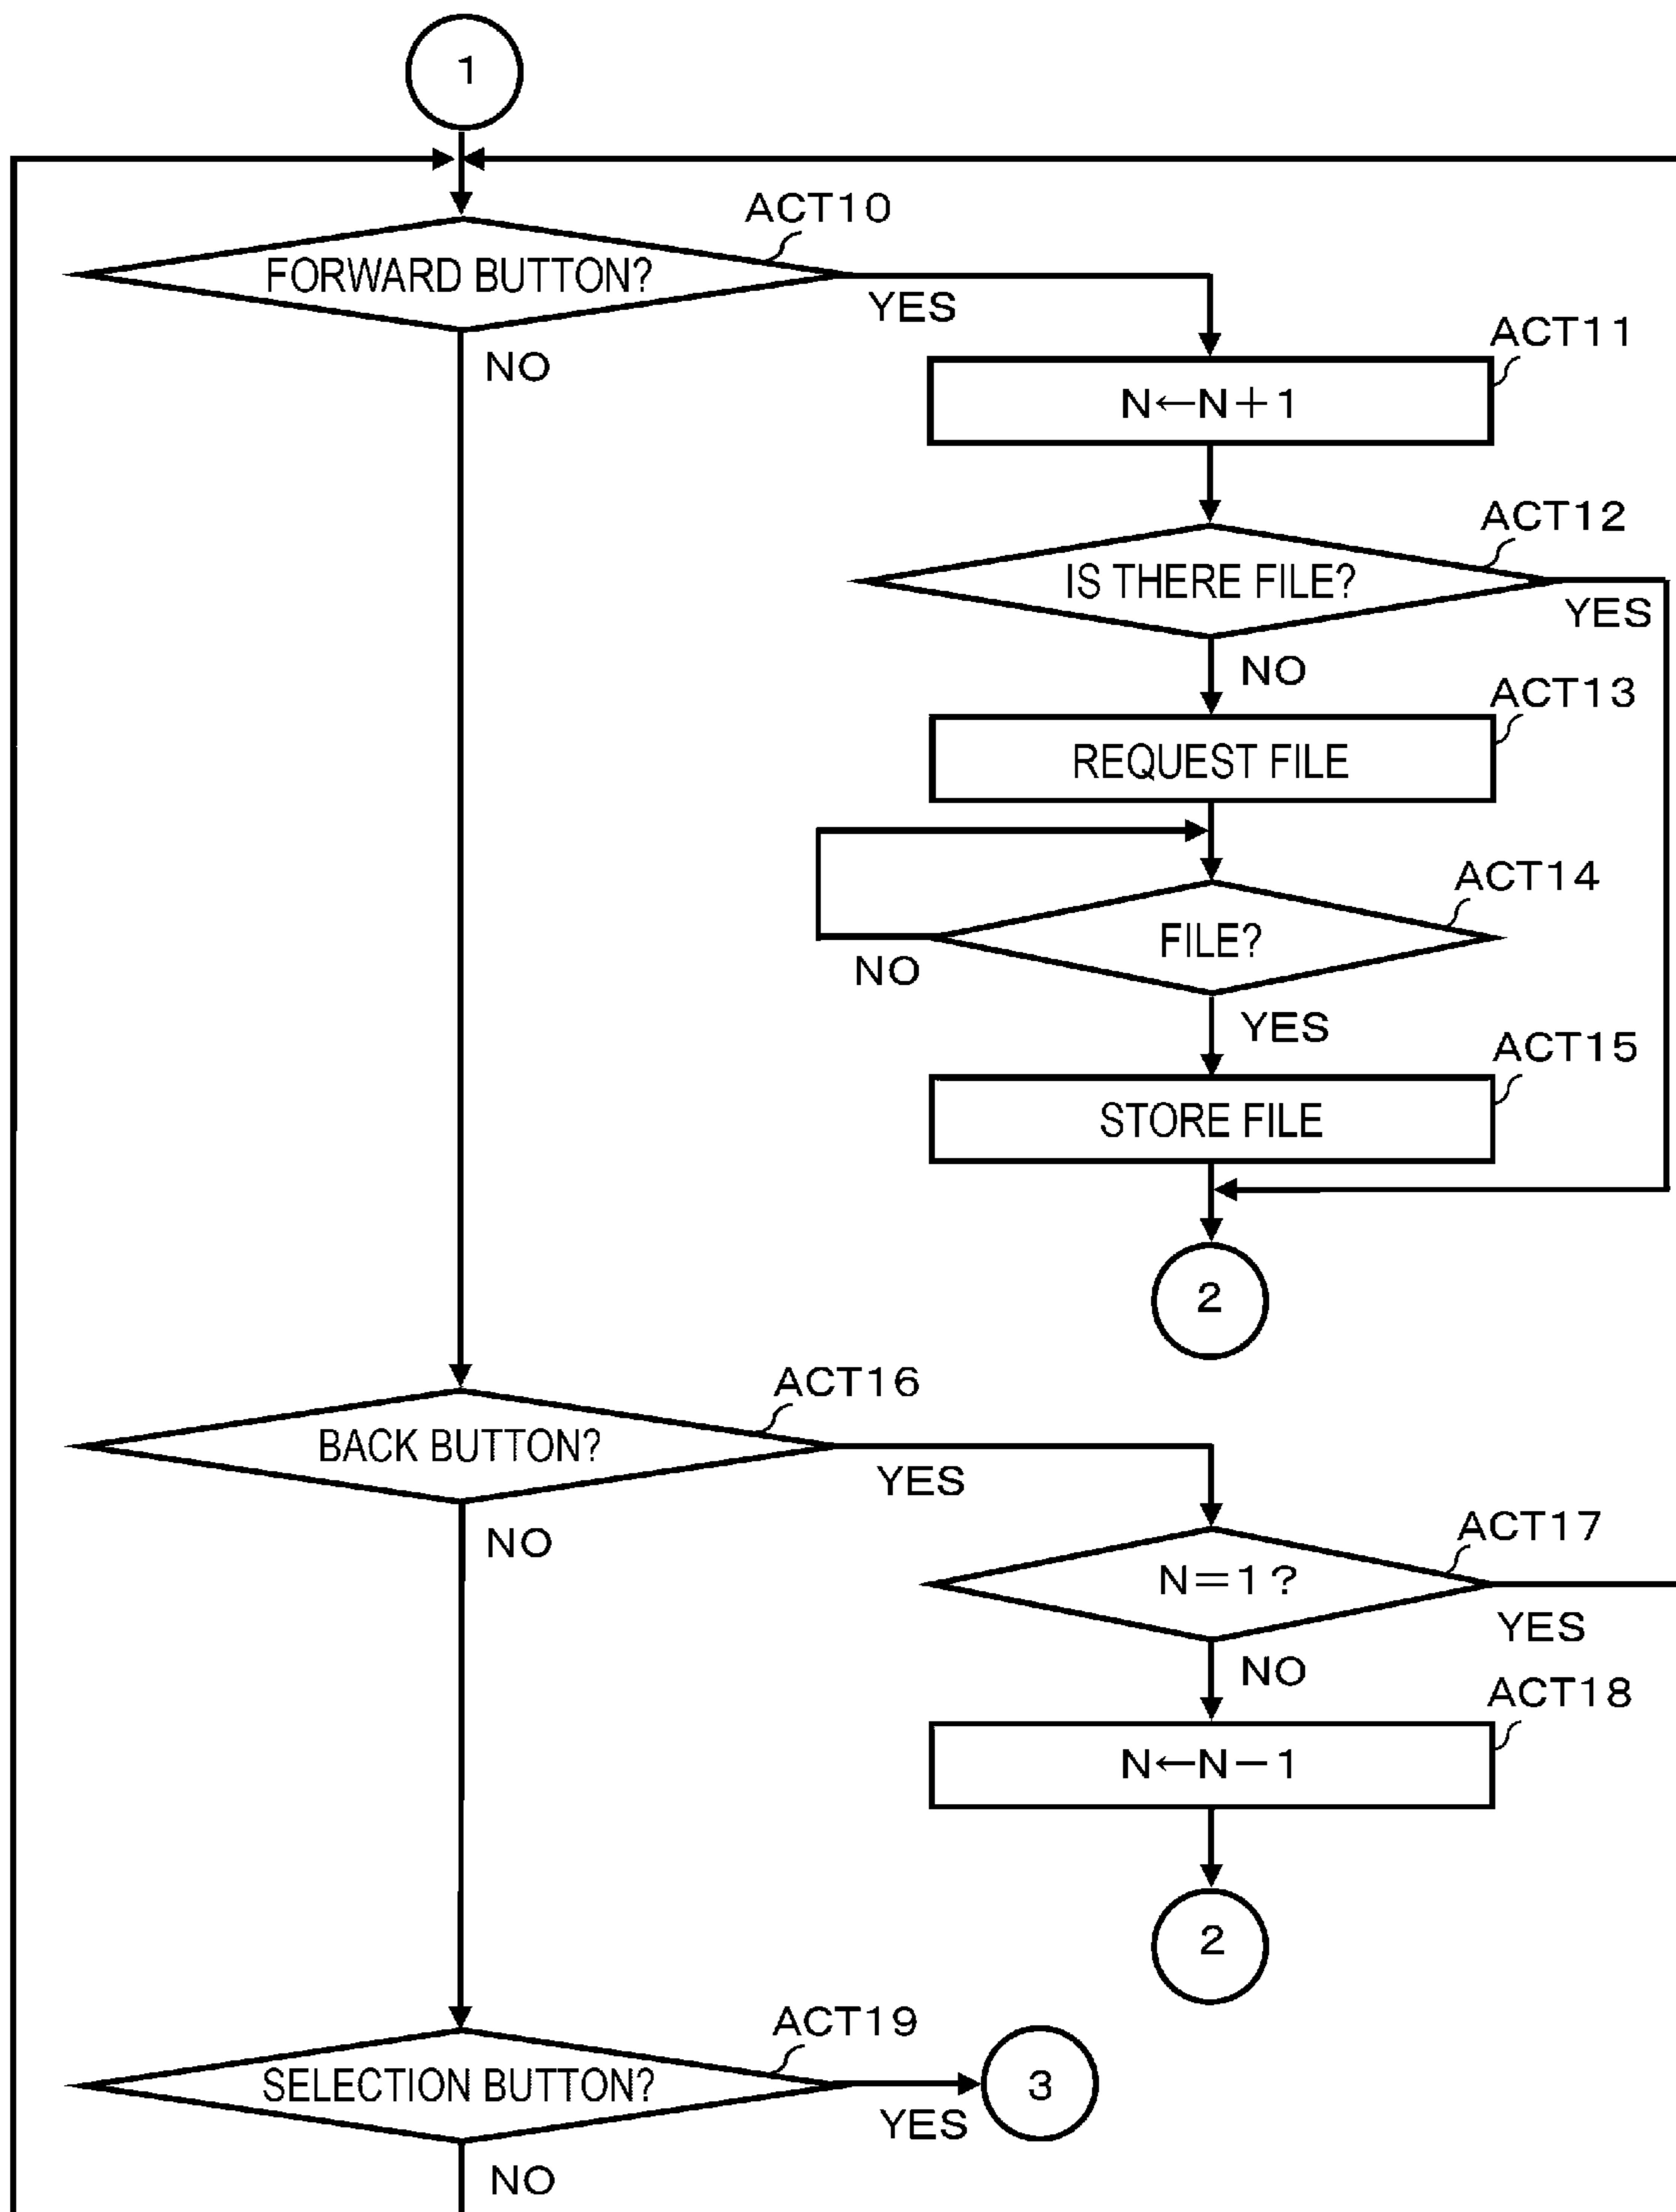 1
ACT10
FORWARD BUTTON?
YES
NO
ACT11
N←N+1
ACT12
IS THERE FILE?
YES
NO
ACT13
REQUEST FILE
ACT14
FILE?
NO
YES
ACT15
STORE FILE
2
ACT16
BACK BUTTON?
YES
NO
ACT17
N=1?
YES
NO
ACT18
N←N−1
2
ACT19
SELECTION BUTTON?
YES
3
NO